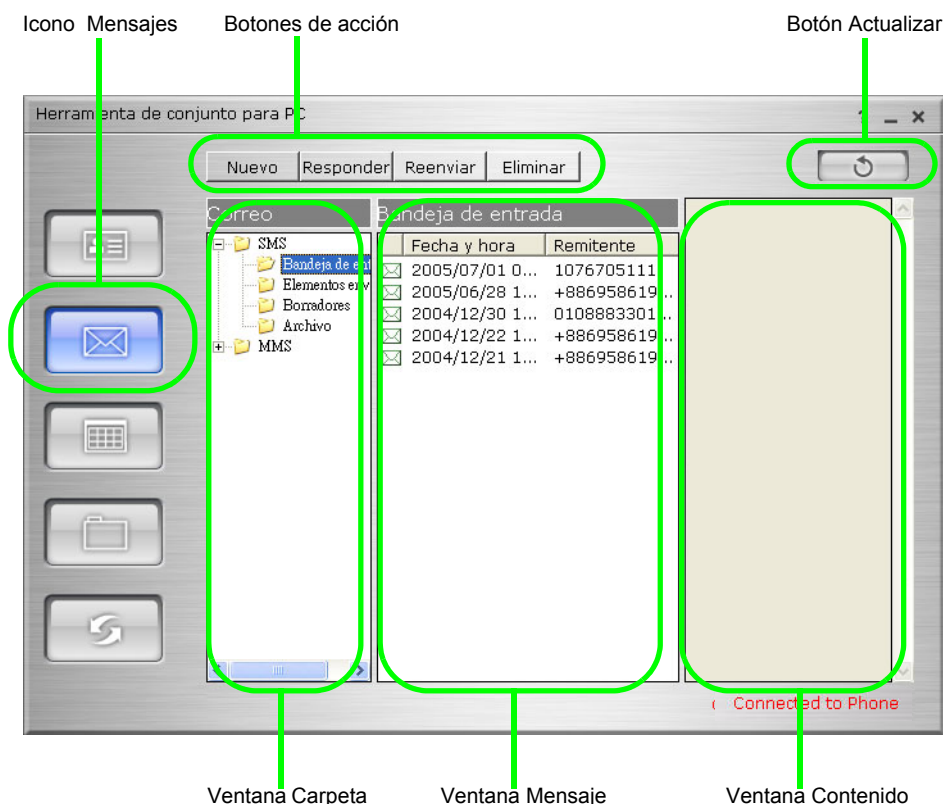 Icono Mensajes
Botones de acción
Botón Actualizar
Herramienta de conjunto para PC
Nuevo
Responder
Reenviar
Eliminar
Correo
SMS
Bandeja de ent
Elementos env
Borradores
Archivo
MMS
Bandeja de entrada
Fecha y hora Remitente
2005/07/01 0... 1076705111
2005/06/28 1... +886958619...
2004/12/30 1... 0108883301...
2004/12/22 1... +886958619...
2004/12/21 1... +886958619...
Connected to Phone
Ventana Carpeta
Ventana Mensaje
Ventana Contenido